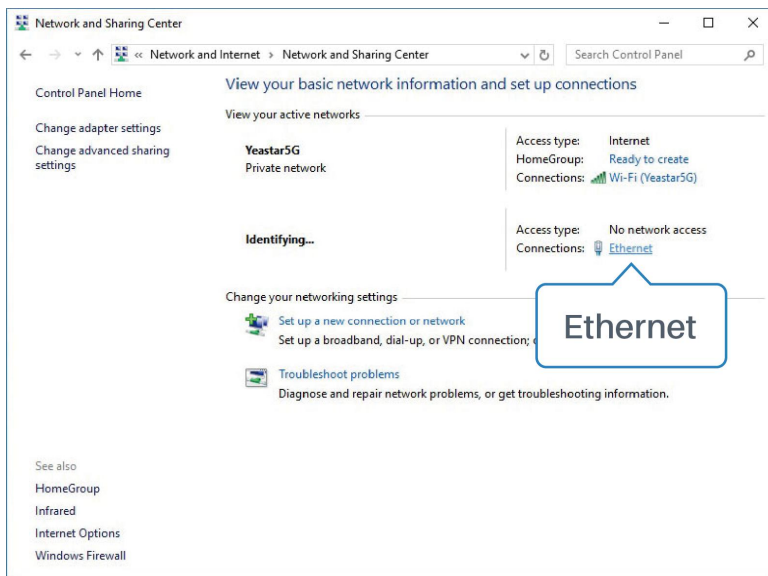 Network and Sharing Center
« Network and Internet > Network and Sharing Center
Search Control Panel
Control Panel Home
Change adapter settings
Change advanced sharing
settings
View your basic network information and set up connections
View your active networks
Yeastar5G
Private network
Access type: Internet
HomeGroup: Ready to create
Connections: Wi-Fi (Yeastar5G)
Identifying...
Access type: No network access
Connections: Ethernet
Ethernet
Change your networking settings
Set up a new connection or network
Set up a broadband, dial-up, or VPN connection;
Troubleshoot problems
Diagnose and repair network problems, or get troubleshooting information.
See also
HomeGroup
Infrared
Internet Options
Windows Firewall